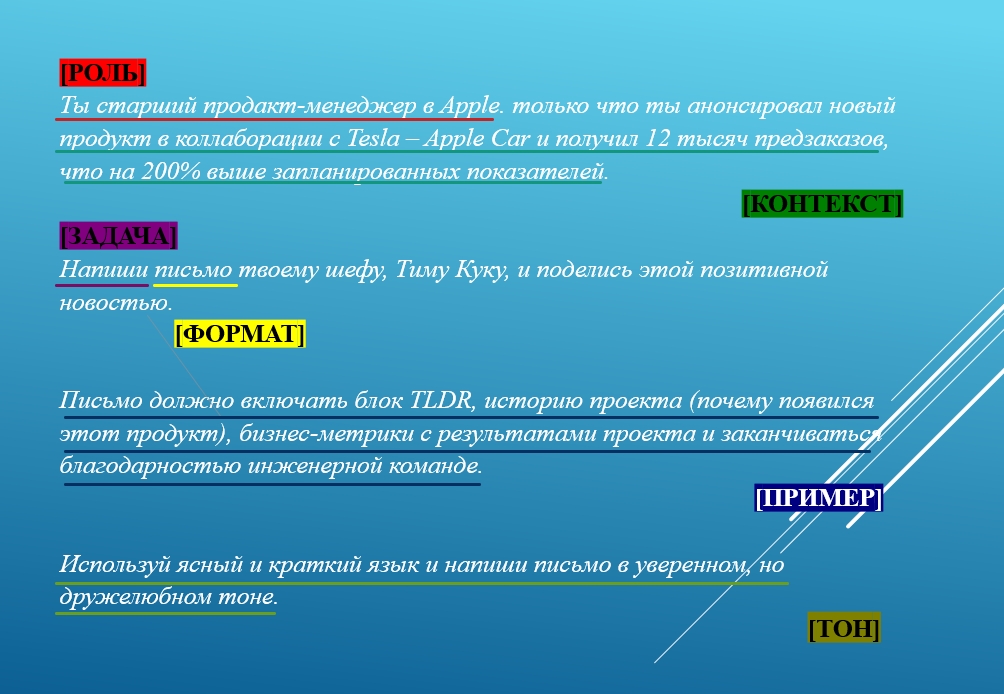 [РОЛЬ]
Ты старший продакт-менеджер в Apple. только что ты анонсировал новый
продукт в коллаборации с Tesla – Apple Car и получил 12 тысяч предзаказов,
что на 200% выше запланированных показателей.
[КОНТЕКСТ]
[ЗАДАЧА]
Напиши письмо твоему шефу, Тиму Куку, и поделись этой позитивной
новостью.
[ФОРМАТ]
Письмо должно включать блок TLDR, историю проекта (почему появился
этот продукт), бизнес-метрики с результатами проекта и заканчиваться
благодарностью инженерной команде.
[ПРИМЕР]
Используй ясный и краткий язык и напиши письмо в уверенном, но
дружелюбном тоне.
[ТОН]